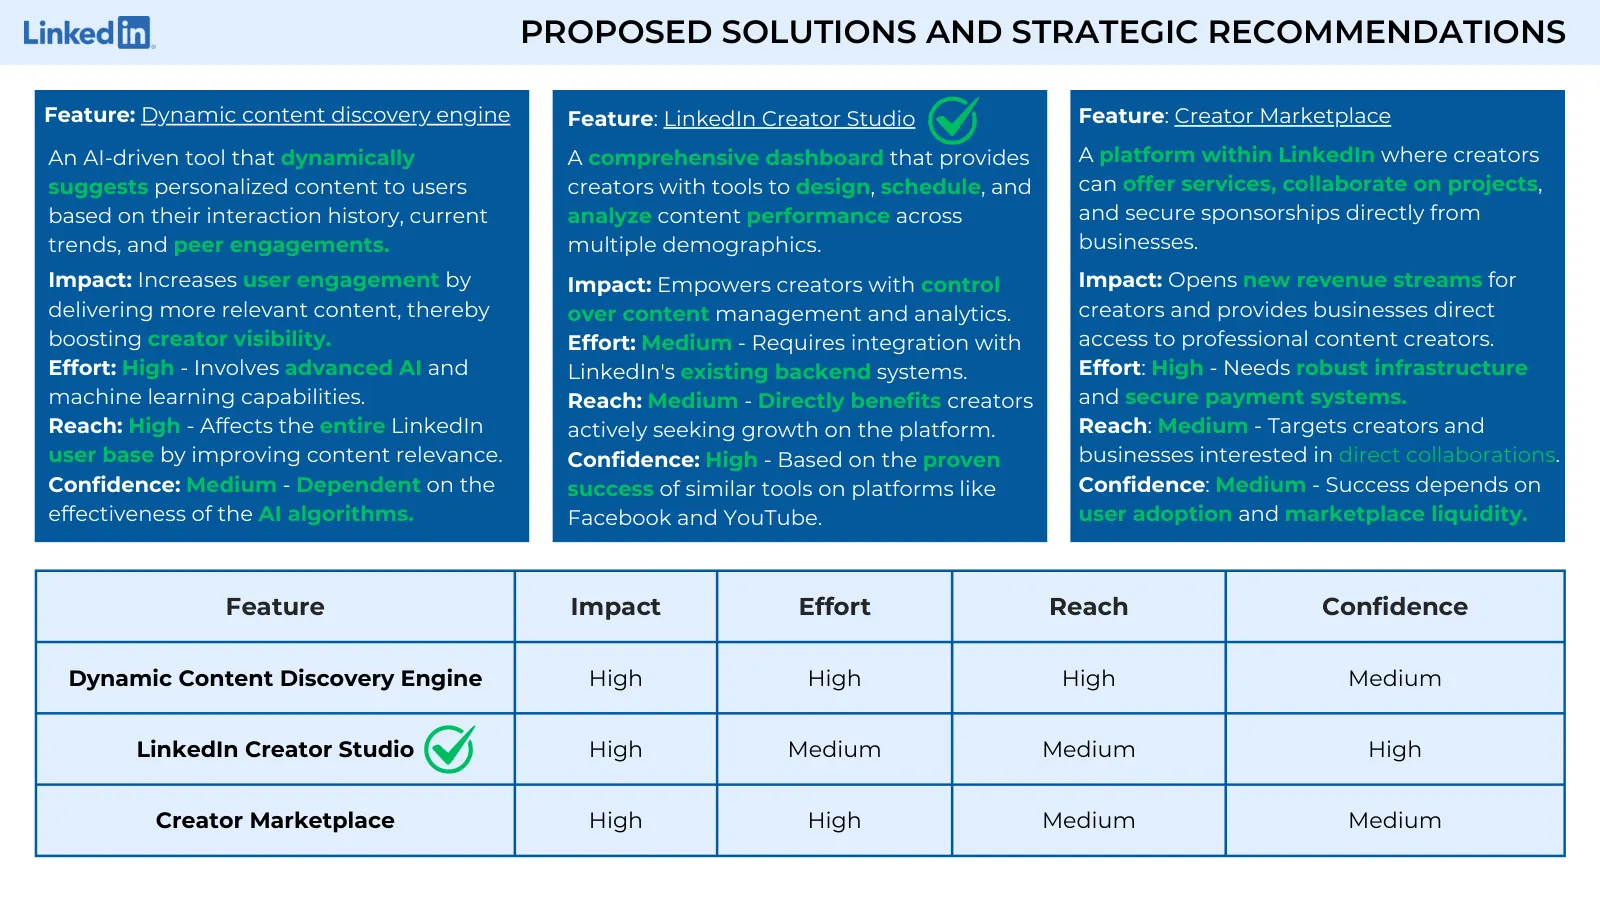 LinkedIn
PROPOSED SOLUTIONS AND STRATEGIC RECOMMENDATIONS
Feature: Dynamic content discovery engine
An AI-driven tool that dynamically
suggests personalized content to users
based on their interaction history, current
trends, and peer engagements.
Impact: Increases user engagement by
delivering more relevant content, thereby
boosting creator visibility.
Effort: High - Involves advanced AI and
machine learning capabilities.
Reach: High - Affects the entire LinkedIn
user base by improving content relevance.
Confidence: Medium - Dependent on the
effectiveness of the AI algorithms.
Feature: LinkedIn Creator Studio
A comprehensive dashboard that provides
creators with tools to design, schedule, and
analyze content performance across
multiple demographics.
Impact: Empowers creators with control
over content management and analytics.
Effort: Medium - Requires integration with
LinkedIn's existing backend systems.
Reach: Medium - Directly benefits creators
actively seeking growth on the platform.
Confidence: High - Based on the proven
success of similar tools on platforms like
Facebook and YouTube.
Feature: Creator Marketplace
A platform within LinkedIn where creators
can offer services, collaborate on projects,
and secure sponsorships directly from
businesses.
Impact: Opens new revenue streams for
creators and provides businesses direct
access to professional content creators.
Effort: High - Needs robust infrastructure
and secure payment systems.
Reach: Medium - Targets creators and
businesses interested in direct collaborations.
Confidence: Medium - Success depends on
user adoption and marketplace liquidity.
Feature Impact Effort Reach Confidence
Dynamic Content Discovery Engine High High High Medium
LinkedIn Creator Studio High Medium Medium High
Creator Marketplace High High Medium Medium